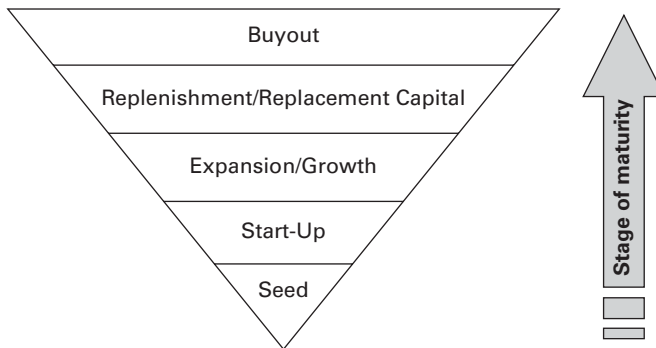 Buyout
Replenishment/Replacement Capital
Expansion/Growth
Start-Up
Seed
Stage of maturity